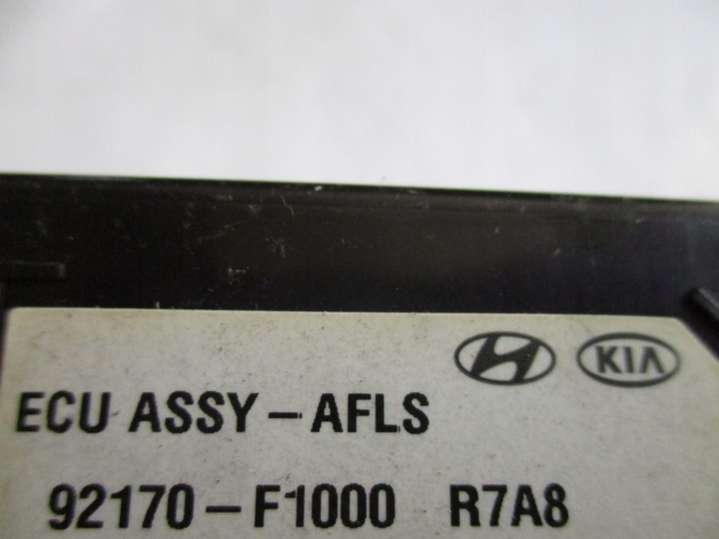 KIA
ECU ASSY-AFLS
92170-F1000 R7A8